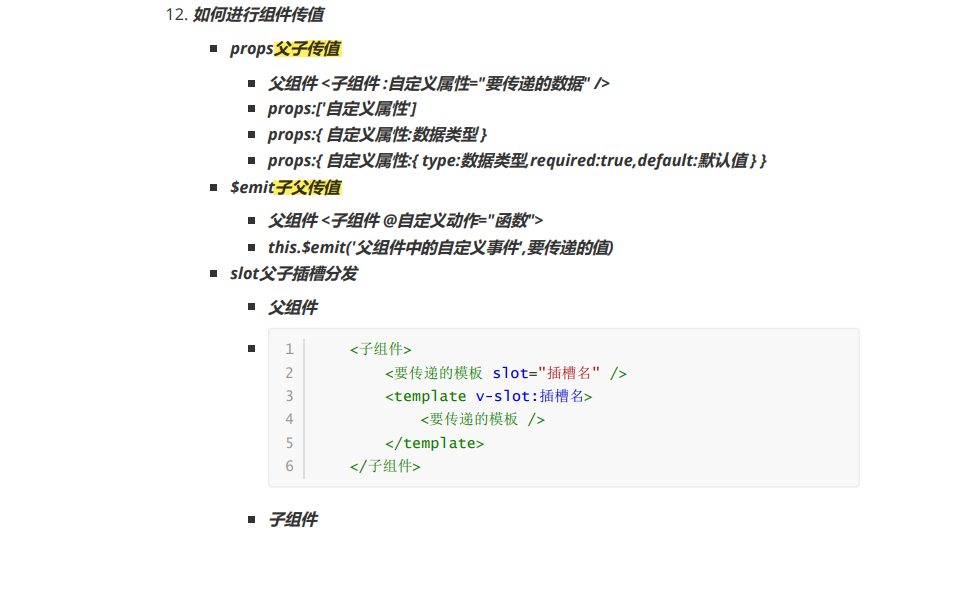 12. 如何进行组件传值
props父子传值
父组件 <子组件 :自定义属性="要传递的数据" />
props:['自定义属性']
props:{ 自定义属性:数据类型 }
props:{ 自定义属性:{ type:数据类型,required:true,default:默认值 } }
$emit子父传值
父组件 <子组件 @自定义动作="函数">
this.$emit('父组件中的自定义事件',要传递的值)
slot父子插槽分发
父组件
1 <子组件>
2 <要传递的模板 slot="插槽名" />
3 <template v-slot:插槽名>
4 <要传递的模板 />
5 </template>
6 </子组件>
子组件